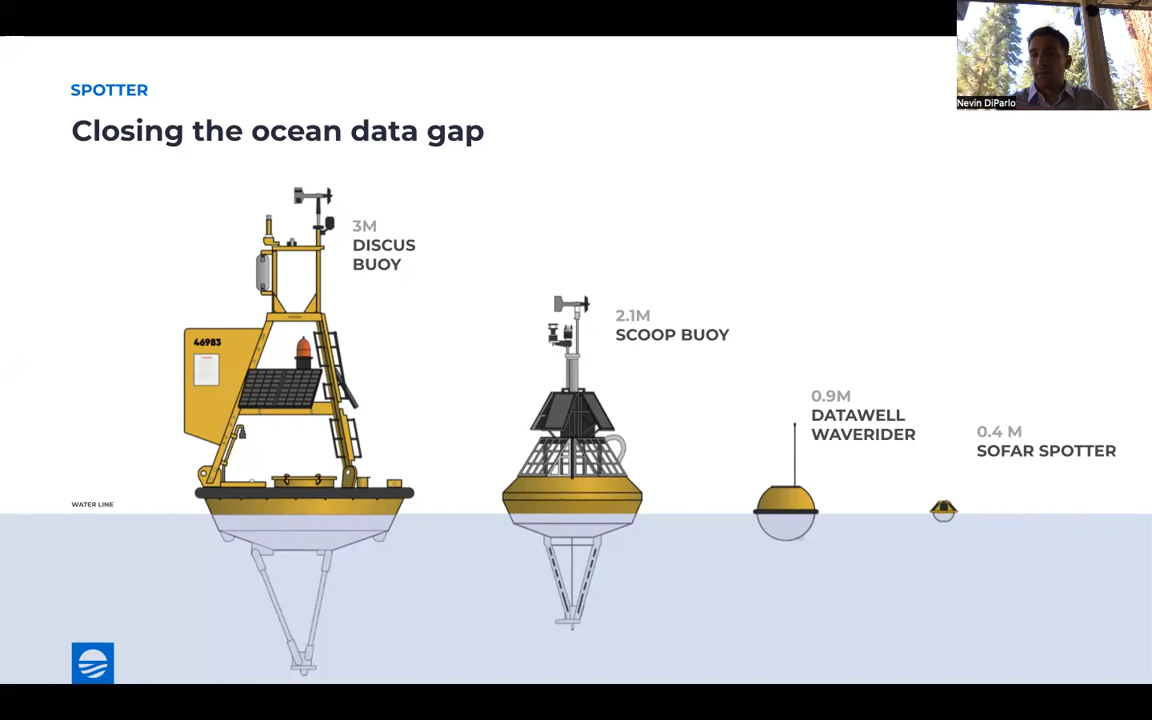 SPOTTER
Closing the ocean data gap
Nevin DiParlo
3M
DISCUS
BUOY
46983
2.1M
SCOOP BUOY
0.9M
DATAWELL
WAVERIDER
0.4 M
SOFAR SPOTTER
WATER LINE